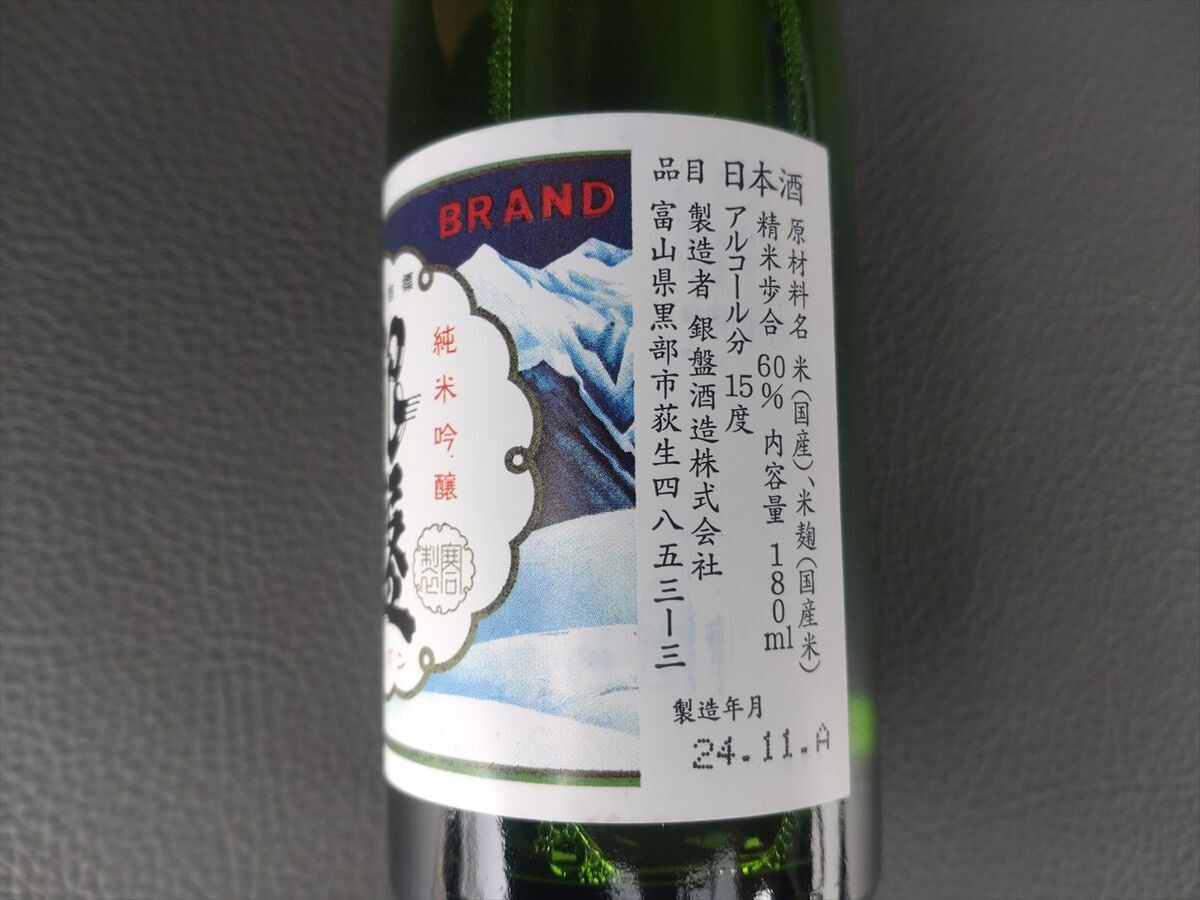 BRAND
純米吟醸
製
ン
日本酒
原材料名 米(国産)、米麹(国産米)
精米歩合 60% 内容量 180ml
アルコール分 15度
品目
製造者 銀盤酒造株式会社
富山県黒部市荻生四八五三ー三
製造年月
24.11.A